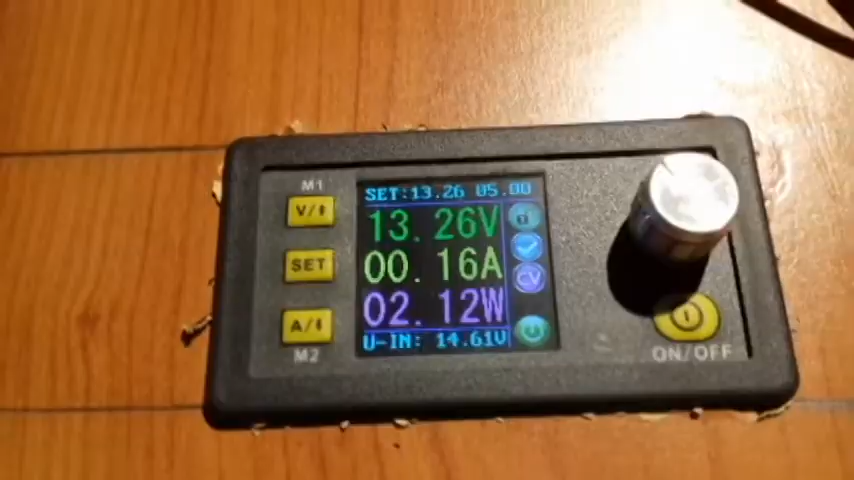 M1
V/⬍
SET
A/⬍
M2
SET:13.26 05.00
13.26V
00.16A
02.12W
U-IN: 14.61V
CV
ON/OFF